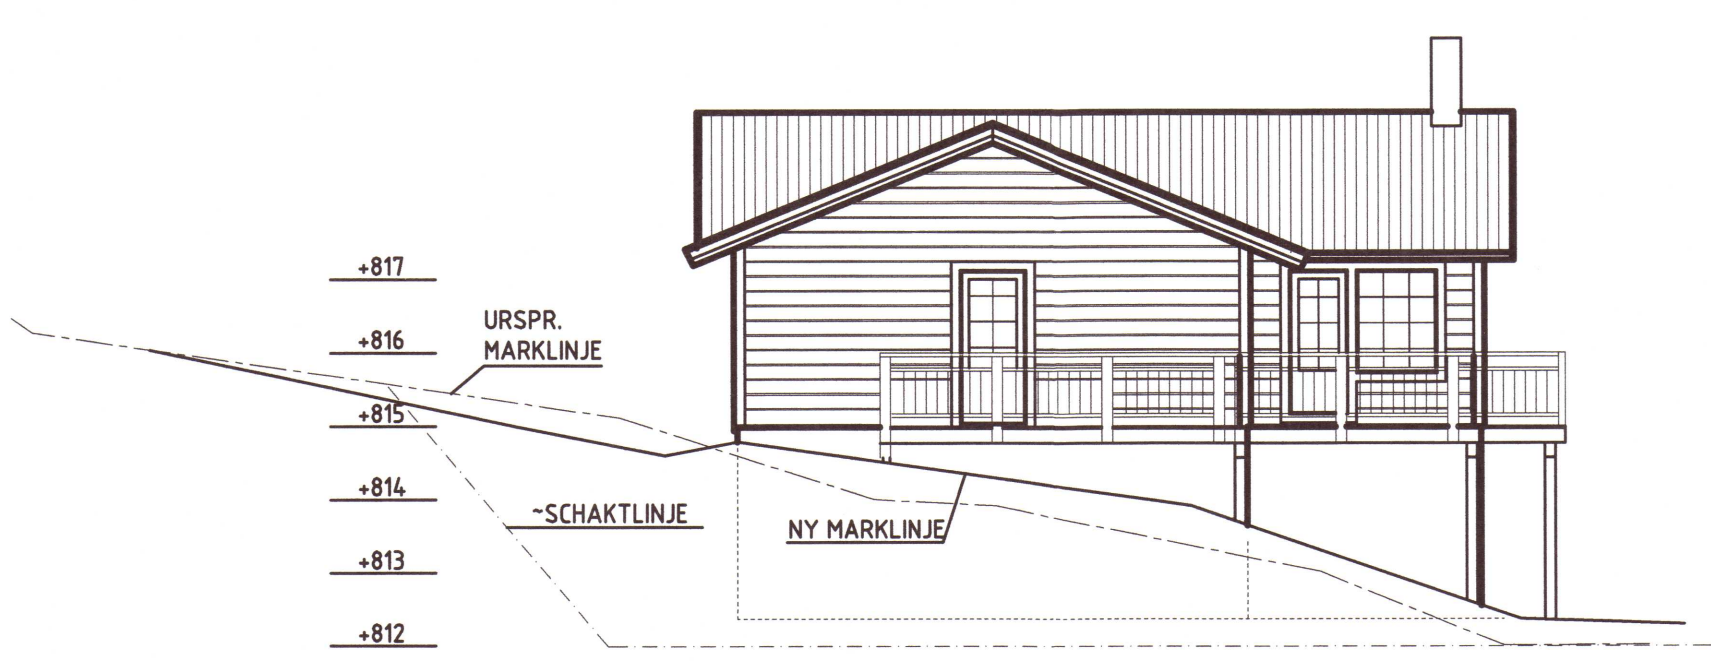 +817
URSPR.
+816
MARKLINJE
+815
+814
~SCHAKTLINJE
NY MARKLINJE
+813
+812